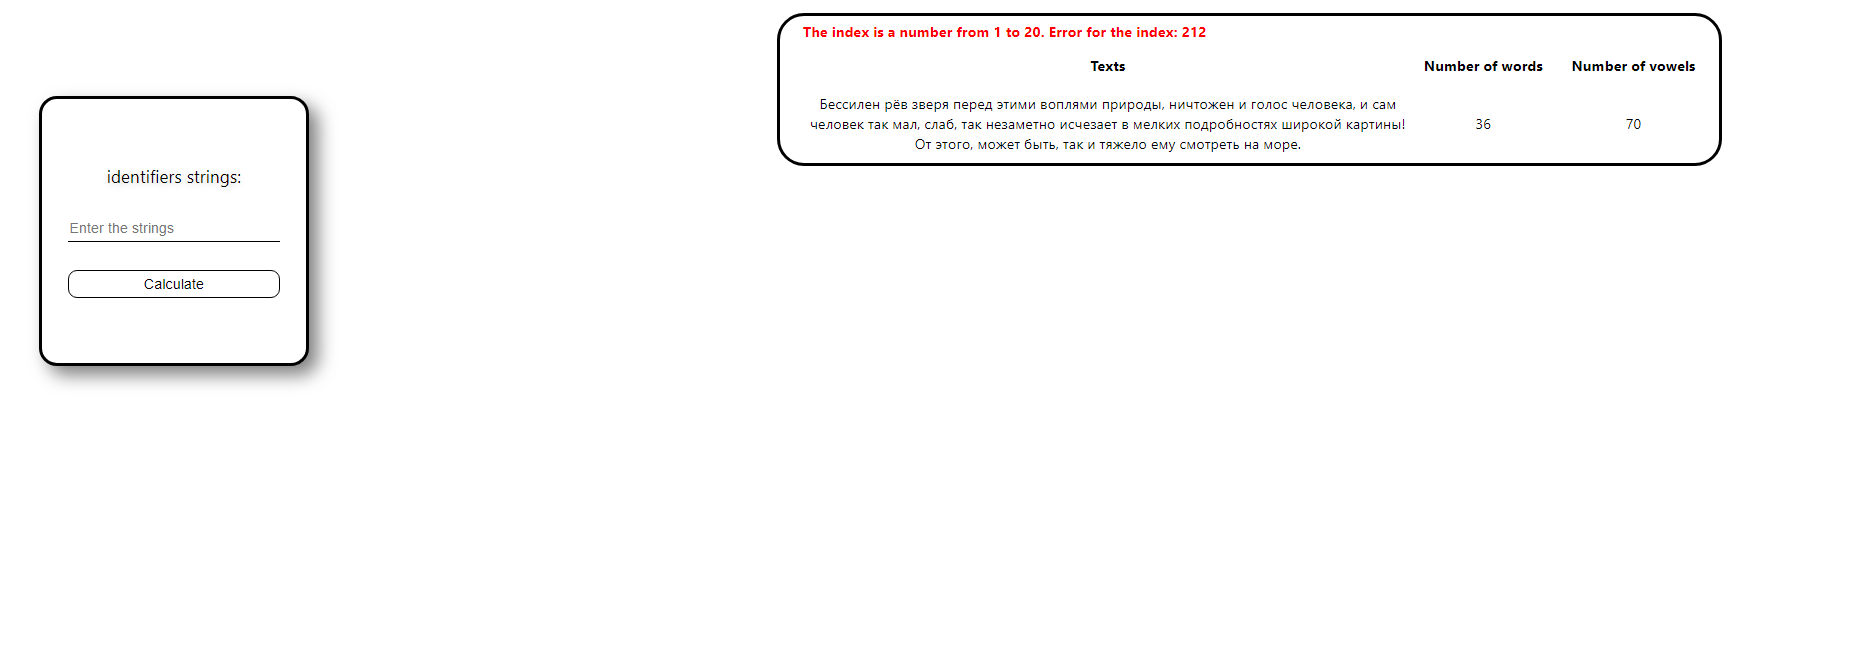 The index is a number from 1 to 20. Error for the index: 212
Texts Number of words Number of vowels
Бессилен рёв зверя перед этими воплями природы, ничтожен и голос человека, и сам
человек так мал, слаб, так незаметно исчезает в мелких подробностях широкой картины!
От этого, может быть, так и тяжело ему смотреть на море.
36
70
identifiers strings:
Enter the strings
Calculate